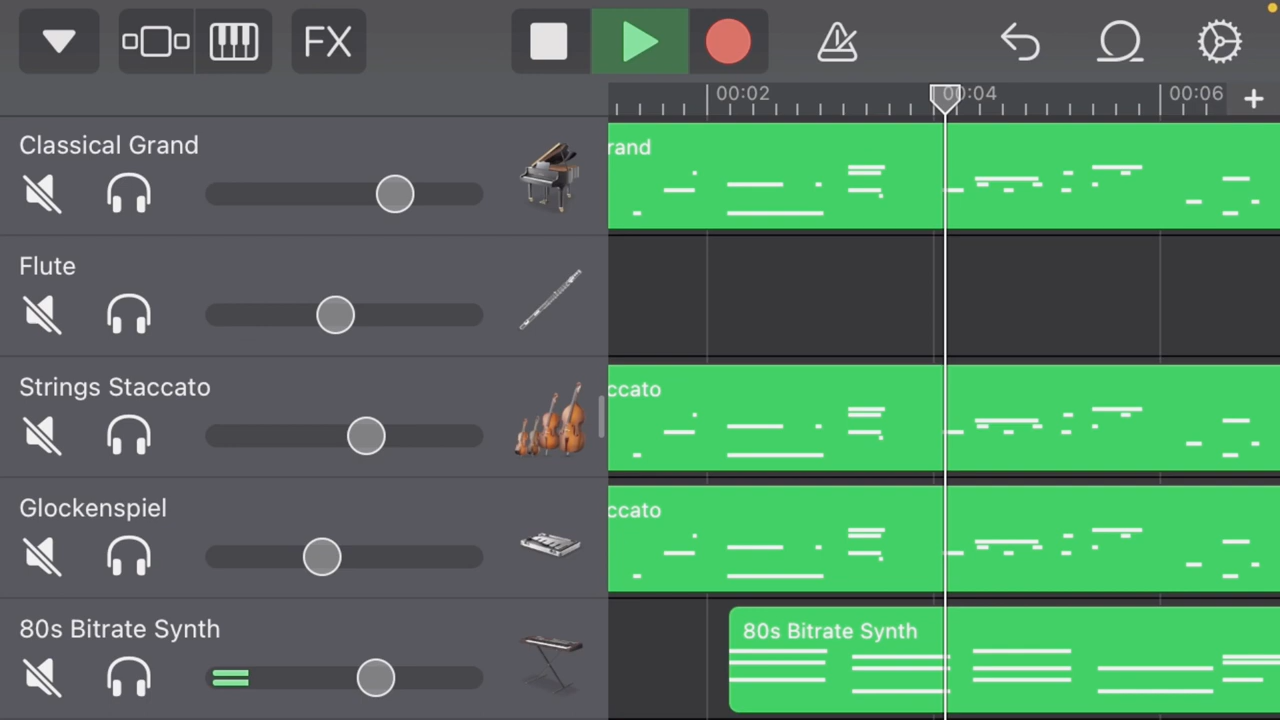 FX
00:02
00:04
00:06
Classical Grand
rand
Flute
Strings Staccato
ccato
Glockenspiel
ccato
80s Bitrate Synth
80s Bitrate Synth